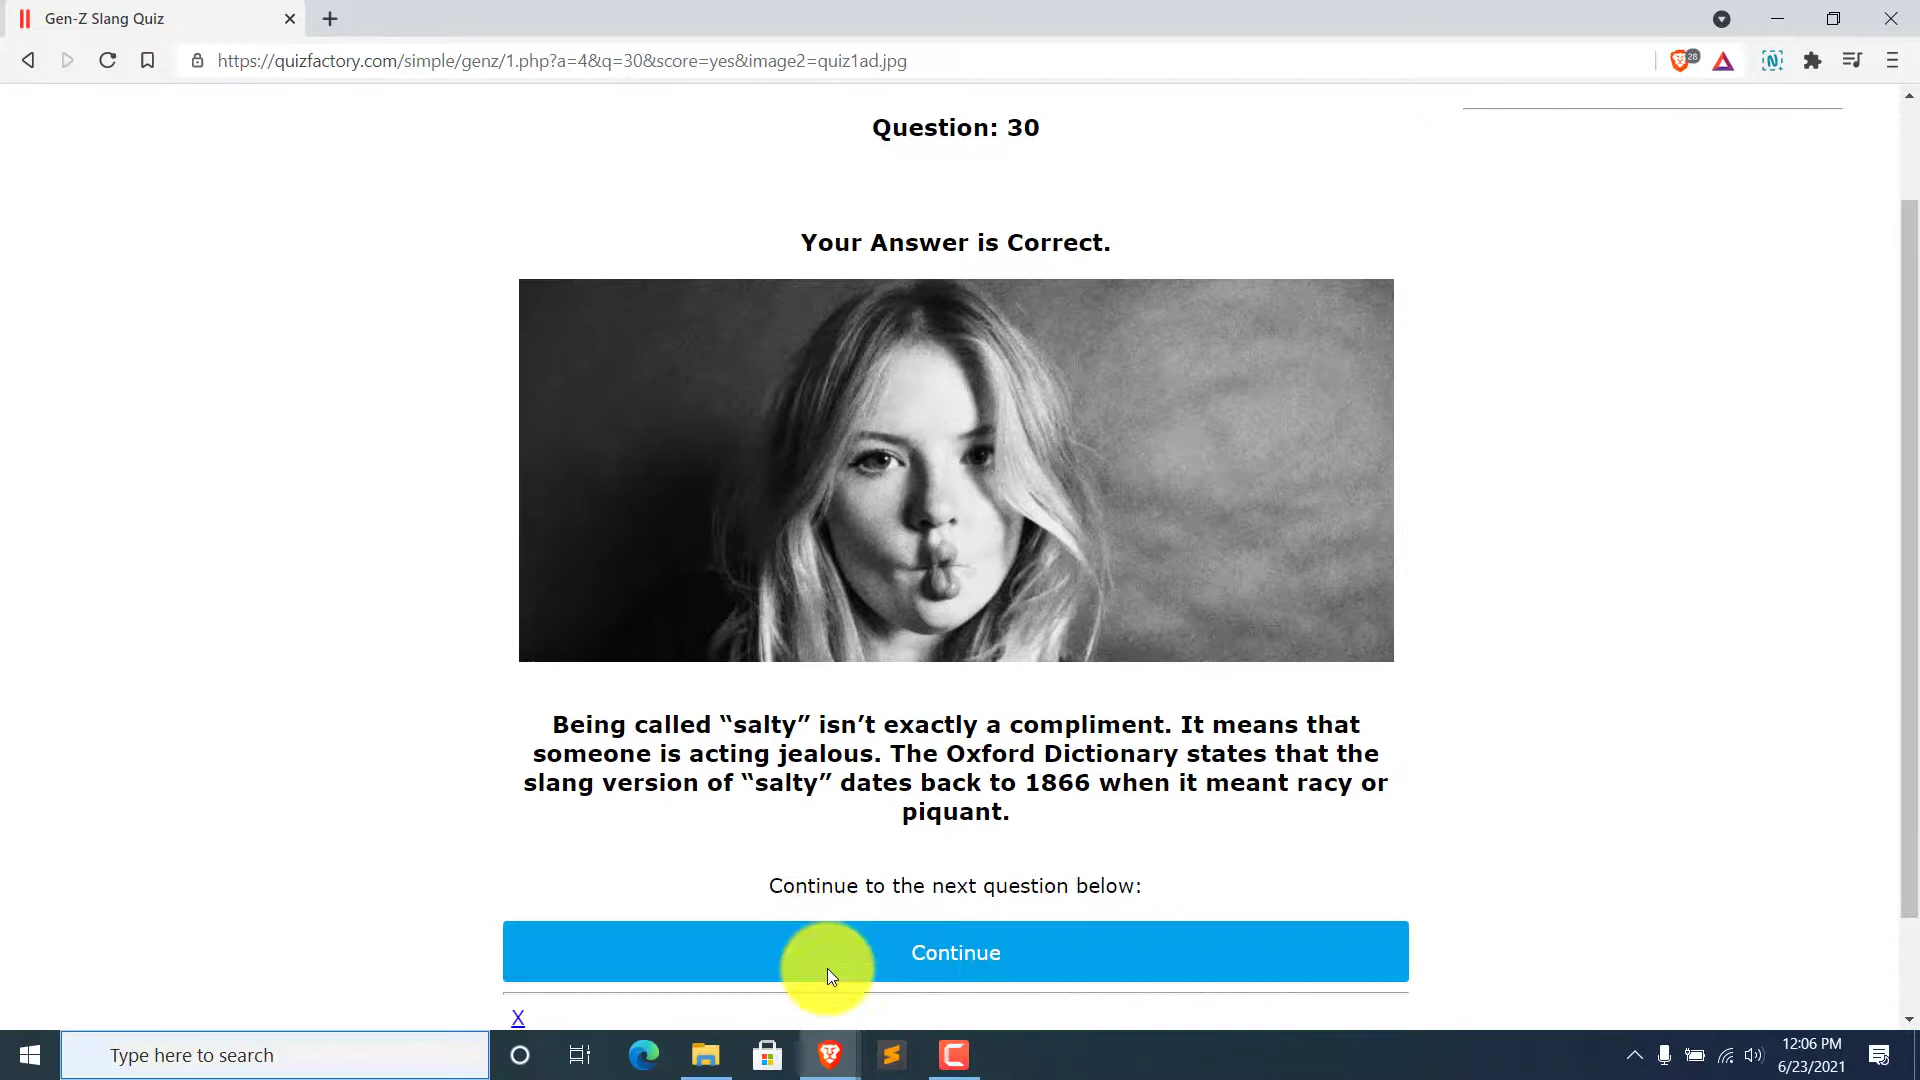 Gen-Z Slang Quiz
https://quizfactory.com/simple/genz/1.php?a=4&q=30&score=yes&image2=quiz1ad.jpg
28
N
Question: 30
Your Answer is Correct.
Being called “salty” isn’t exactly a compliment. It means that
someone is acting jealous. The Oxford Dictionary states that the
slang version of “salty” dates back to 1866 when it meant racy or
piquant.
Continue to the next question below:
Continue
X
Type here to search
12:06 PM
6/23/2021